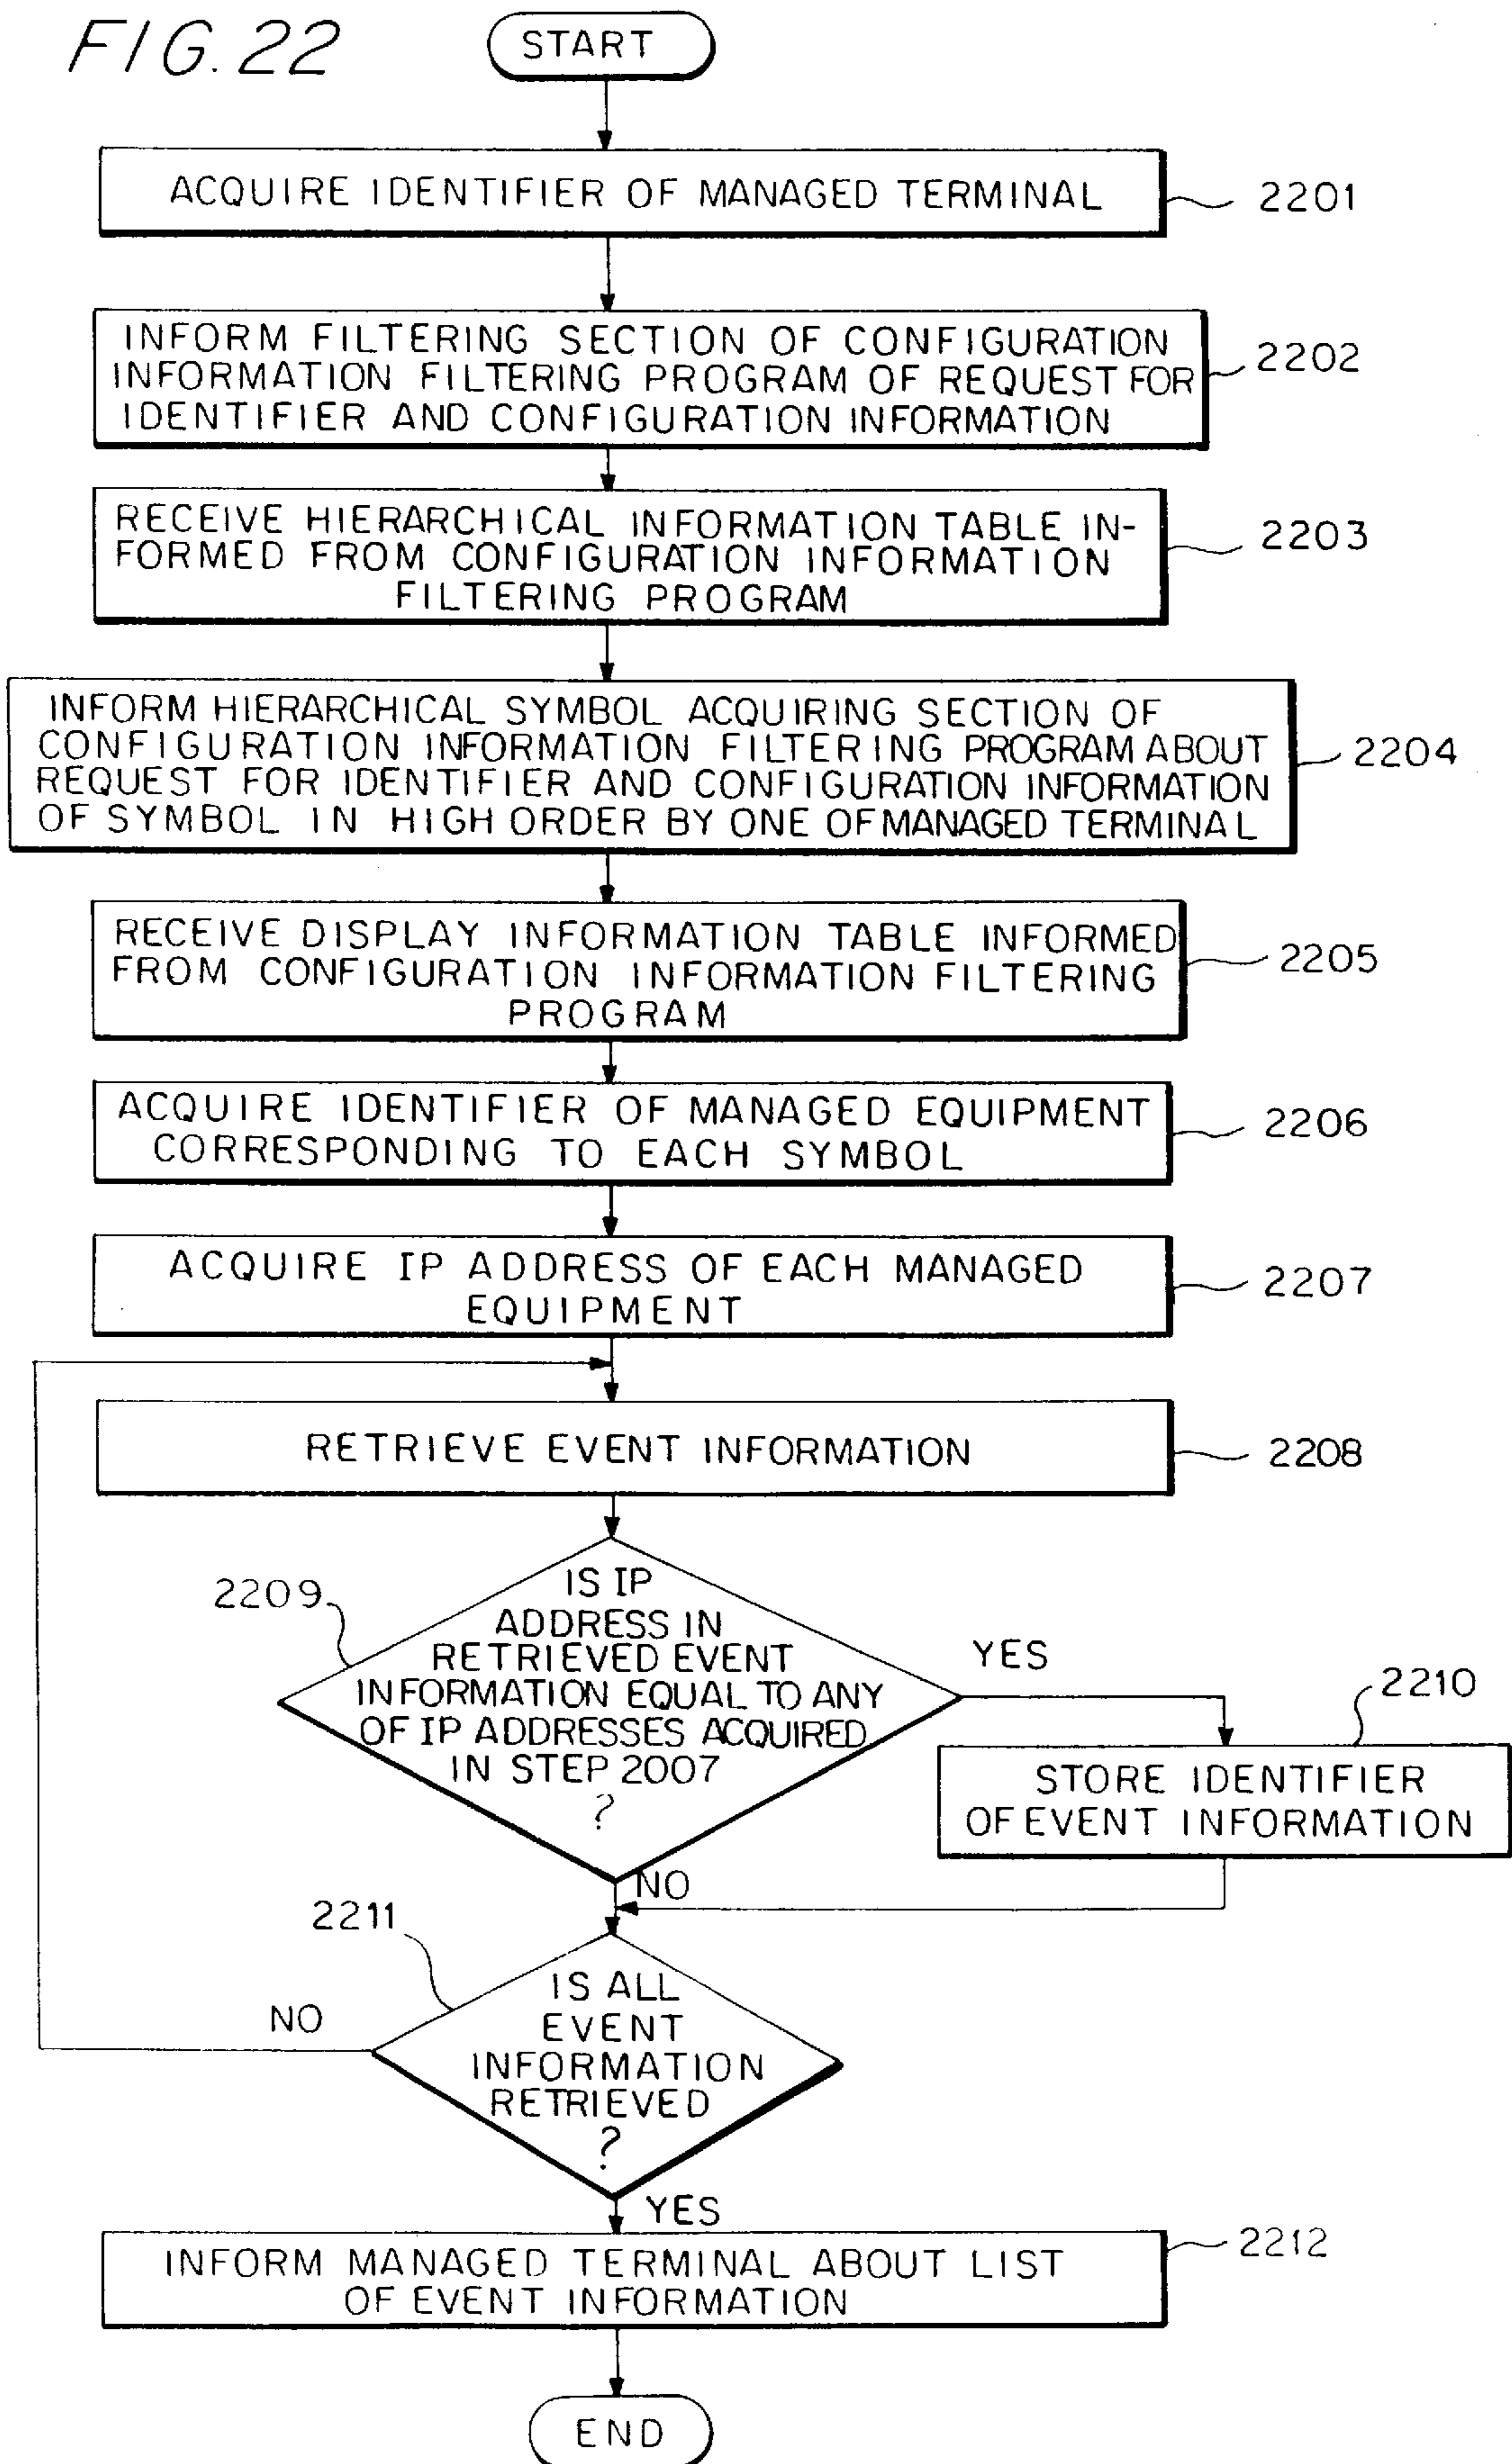 FIG. 22
START
ACQUIRE IDENTIFIER OF MANAGED TERMINAL
2201
INFORM FILTERING SECTION OF CONFIGURATION
INFORMATION FILTERING PROGRAM OF REQUEST FOR
IDENTIFIER AND CONFIGURATION INFORMATION
2202
RECEIVE HIERARCHICAL INFORMATION TABLE IN-
FORMED FROM CONFIGURATION INFORMATION
FILTERING PROGRAM
2203
INFORM HIERARCHICAL SYMBOL ACQUIRING SECTION OF
CONFIGURATION INFORMATION FILTERING PROGRAM ABOUT
REQUEST FOR IDENTIFIER AND CONFIGURATION INFORMATION
OF SYMBOL IN HIGH ORDER BY ONE OF MANAGED TERMINAL
2204
RECEIVE DISPLAY INFORMATION TABLE INFORMED
FROM CONFIGURATION INFORMATION FILTERING
PROGRAM
2205
ACQUIRE IDENTIFIER OF MANAGED EQUIPMENT
CORRESPONDING TO EACH SYMBOL
2206
ACQUIRE IP ADDRESS OF EACH MANAGED
EQUIPMENT
2207
RETRIEVE EVENT INFORMATION
2208
2209
IS IP
ADDRESS IN
RETRIEVED EVENT
INFORMATION EQUAL TO ANY
OF IP ADDRESSES ACQUIRED
IN STEP 2007
?
YES
2210
STORE IDENTIFIER
OF EVENT INFORMATION
NO
2211
IS ALL
EVENT
INFORMATION
RETRIEVED
?
NO
YES
INFORM MANAGED TERMINAL ABOUT LIST
OF EVENT INFORMATION
2212
END